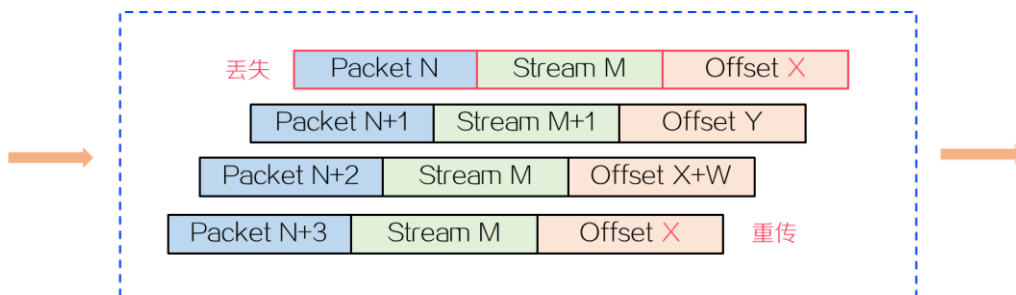 丢失 Packet N Stream M Offset X
Packet N+1 Stream M+1 Offset Y
Packet N+2 Stream M Offset X+W
Packet N+3 Stream M Offset X 重传